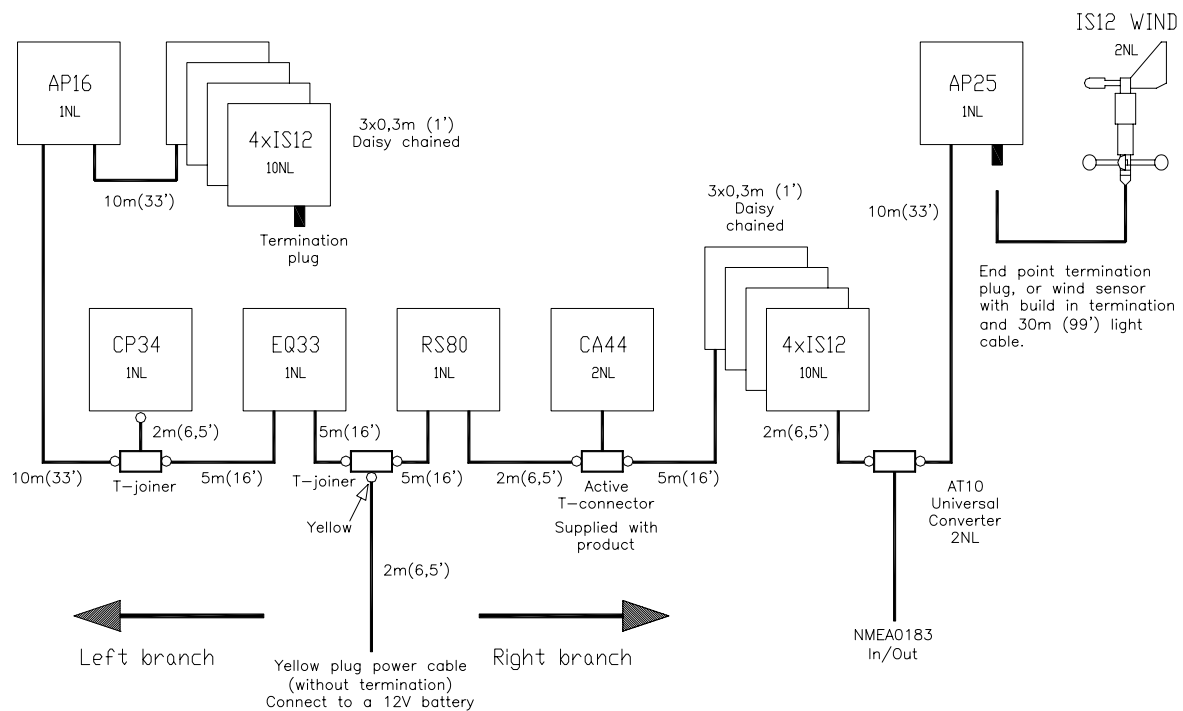 IS12 WIND
2NL
AP16
1NL
4xIS12
10NL
3x0,3m (1')
Daisy chained
10m(33')
Termination
plug
AP25
1NL
10m(33')
3x0,3m (1')
Daisy
chained
End point termination
plug, or wind sensor
with build in termination
and 30m (99') light
cable.
CP34
1NL
EQ33
1NL
RS80
1NL
CA44
2NL
4xIS12
10NL
2m(6,5')
5m(16')
2m(6,5')
10m(33')
T-joiner
5m(16')
T-joiner
5m(16')
2m(6,5')
Active
T-connector
5m(16')
Supplied with
product
AT10
Universal
Converter
2NL
Yellow
2m(6,5')
Left branch
Right branch
NMEA0183
In/Out
Yellow plug power cable
(without termination)
Connect to a 12V battery